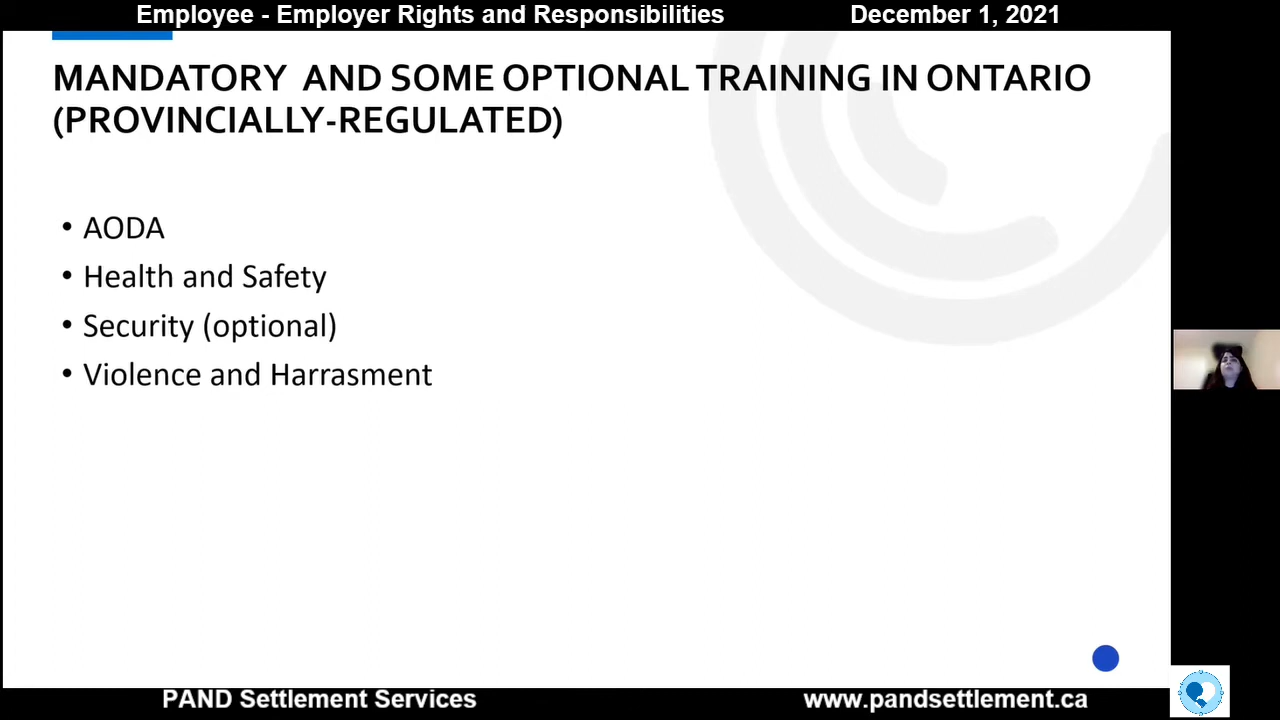 Employee - Employer Rights and Responsibilities
December 1, 2021
MANDATORY AND SOME OPTIONAL TRAINING IN ONTARIO
(PROVINCIALLY-REGULATED)
• AODA
• Health and Safety
• Security (optional)
• Violence and Harrasment
PAND Settlement Services
www.pandsettlement.ca